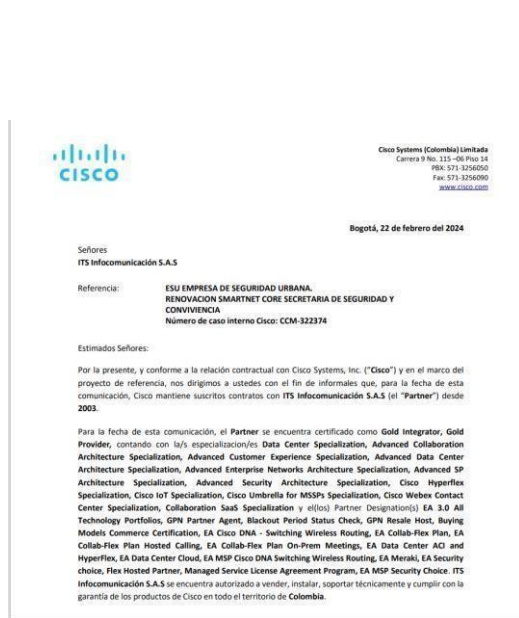 CISCO
Cisco Systems (Colombia) Limitada
Carrera 9 No. 115 –06 Piso 14
PBX: 571-3256050
Fax: 571-3256090
www.cisco.com
Bogotá, 22 de febrero del 2024
Señores
ITS Infocomunicación S.A.S
Referencia: ESU EMPRESA DE SEGURIDAD URBANA.
RENOVACION SMARTNET CORE SECRETARIA DE SEGURIDAD Y
CONVIVIENCIA
Número de caso interno Cisco: CCM-322374
Estimados Señores:
Por la presente, y conforme a la relación contractual con Cisco Systems, Inc. ("Cisco") y en el marco del
proyecto de referencia, nos dirigimos a ustedes con el fin de informales que, para la fecha de esta
comunicación, Cisco mantiene suscritos contratos con ITS Infocomunicación S.A.S (el "Partner") desde
2003.
Para la fecha de esta comunicación, el Partner se encuentra certificado como Gold Integrator, Gold
Provider, contando con la/s especializacion/es Data Center Specialization, Advanced Collaboration
Architecture Specialization, Advanced Customer Experience Specialization, Advanced Data Center
Architecture Specialization, Advanced Enterprise Networks Architecture Specialization, Advanced SP
Architecture Specialization, Advanced Security Architecture Specialization, Cisco Hyperflex
Specialization, Cisco IoT Specialization, Cisco Umbrella for MSSPs Specialization, Cisco Webex Contact
Center Specialization, Collaboration SaaS Specialization y el(los) Partner Designation(s) EA 3.0 All
Technology Portfolios, GPN Partner Agent, Blackout Period Status Check, GPN Resale Host, Buying
Models Commerce Certification, EA Cisco DNA - Switching Wireless Routing, EA Collab-Flex Plan, EA
Collab-Flex Plan Hosted Calling, EA Collab-Flex Plan On-Prem Meetings, EA Data Center ACI and
HyperFlex, EA Data Center Cloud, EA MSP Cisco DNA Switching Wireless Routing, EA Meraki, EA Security
choice, Flex Hosted Partner, Managed Service License Agreement Program, EA MSP Security Choice. ITS
Infocomunicación S.A.S se encuentra autorizado a vender, instalar, soportar técnicamente y cumplir con la
garantía de los productos de Cisco en todo el territorio de Colombia.